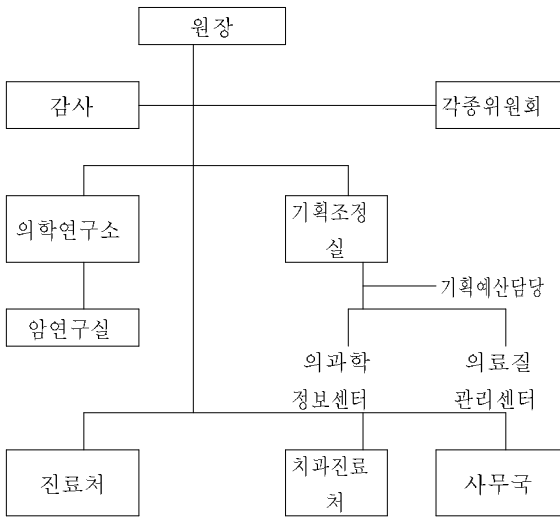 원장
감사
각종위원회
의학연구소
기획조정
실
기획예산담당
암연구실
의과학
정보센터
의료질
관리센터
진료처
치과진료
처
사무국